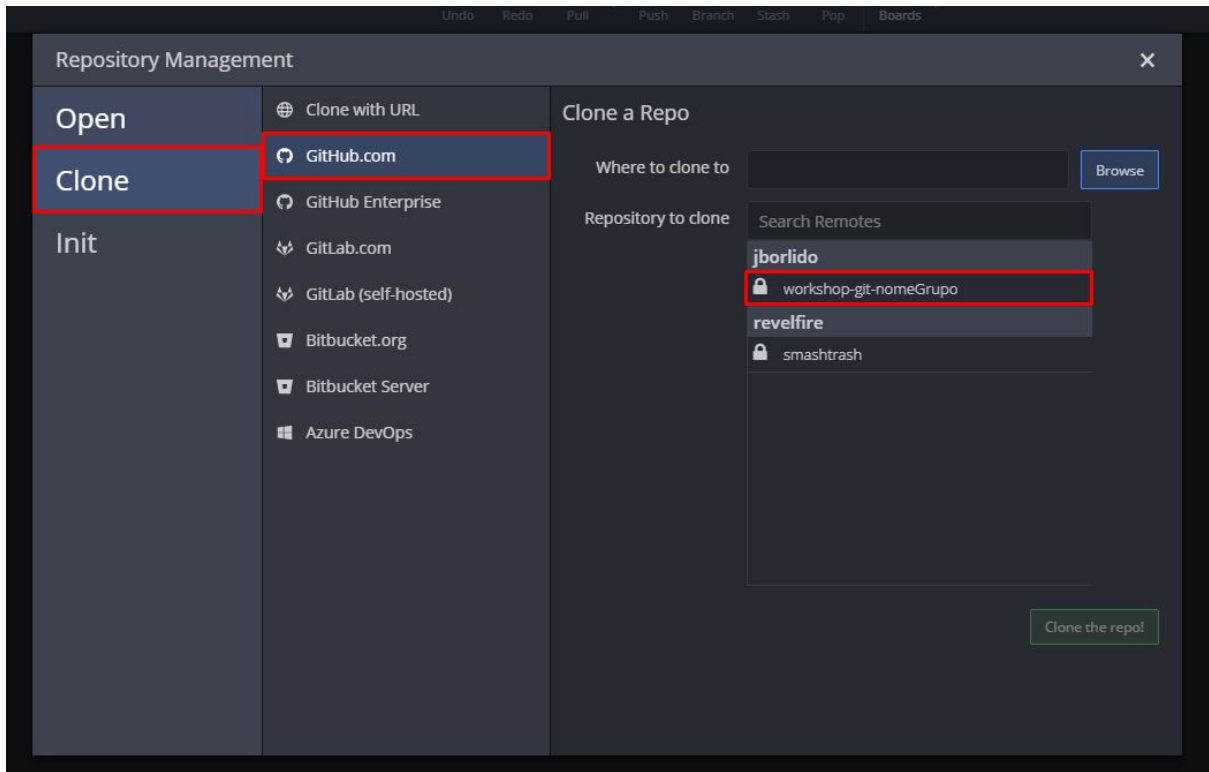 Undo Redo Pull Push Branch Stash Pop Boards
Repository Management
Open
Clone
Init
Clone with URL
GitHub.com
GitHub Enterprise
GitLab.com
GitLab (self-hosted)
Bitbucket.org
Bitbucket Server
Azure DevOps
Clone a Repo
Where to clone to
Browse
Repository to clone
Search Remotes
jborlido
workshop-git-nomeGrupo
revelfire
smashtrash
Clone the repo!